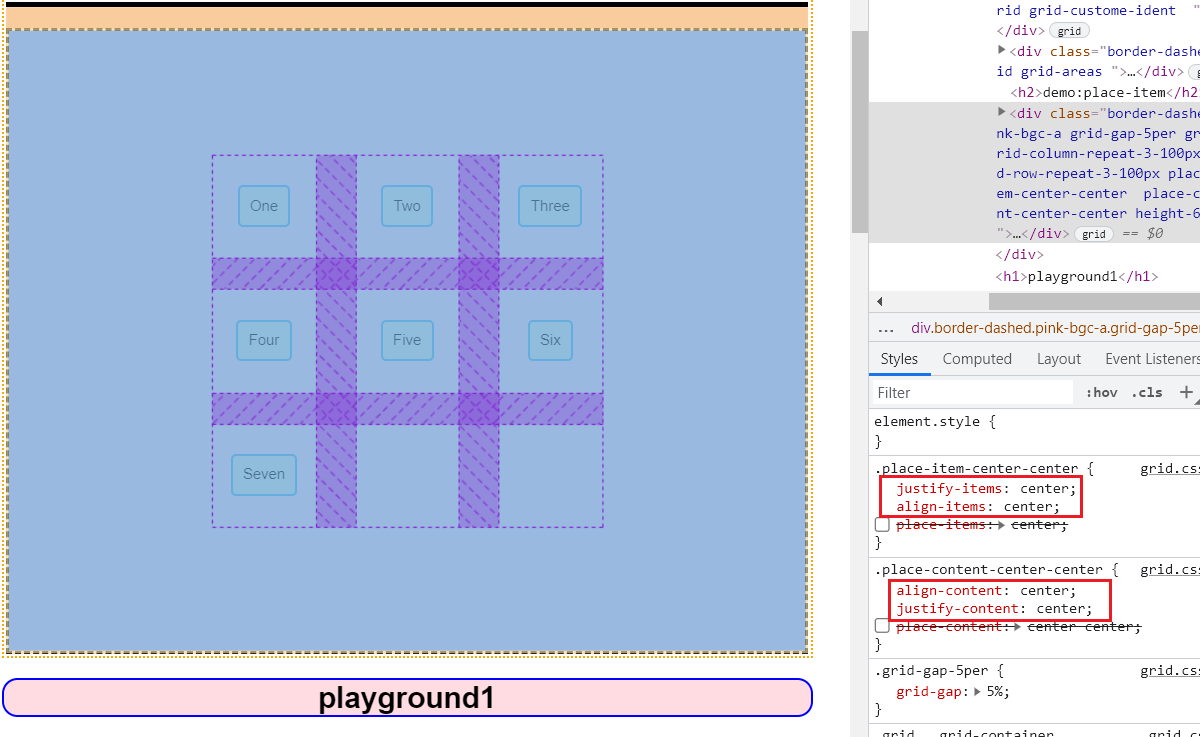 One
Two
Three
Four
Five
Six
Seven
playground1
rid grid-custome-ident "
</div> grid
<div class="border-dashe
id grid-areas ">…</div> g
<h2>demo:place-item</h2>
<div class="border-dashe
nk-bgc-a grid-gap-5per gr
rid-column-repeat-3-100px
d-row-repeat-3-100px plac
em-center-center place-c
nt-center-center height-6
">…</div> grid == $0
</div>
<h1>playground1</h1>
... div.border-dashed.pink-bgc-a.grid-gap-5per
Styles Computed Layout Event Listeners
Filter :hov .cls +
element.style {
}
.place-item-center-center { grid.css
justify-items: center;
align-items: center;
place-items: center;
}
.place-content-center-center { grid.css
align-content: center;
justify-content: center;
place-content: center center;
}
.grid-gap-5per { grid.css
grid-gap: 5%;
}
.grid, .grid-container grid.cs